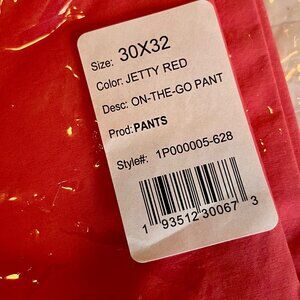 Size: 30X32
Color: JETTY RED
Desc: ON-THE-GO PANT
Prod: PANTS
Style#: 1P000005-628
1 93512 30067 3